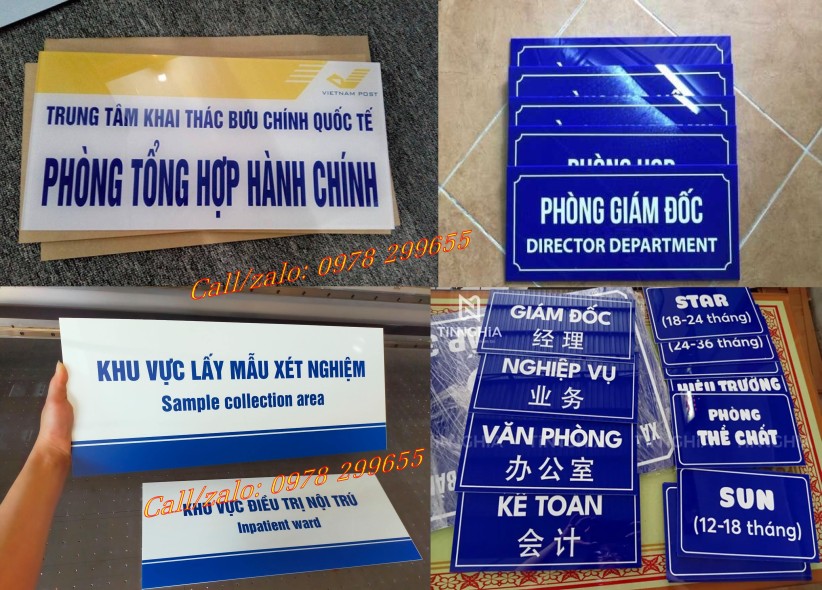 VIETNAM POST
TRUNG TÂM KHAI THÁC BƯU CHÍNH QUỐC TẾ
PHÒNG TỔNG HỢP HÀNH CHÍNH
Call/zalo: 0978 299655
PHÒNG HỌP
PHÒNG GIÁM ĐỐC
DIRECTOR DEPARTMENT
KHU VỰC LẤY MẪU XÉT NGHIỆM
Sample collection area
Call/zalo: 0978 299655
KHU VỰC ĐIỀU TRỊ NỘI TRÚ
Inpatient ward
TINNGHIA
GIÁM ĐỐC
经理
NGHIỆP VỤ
业务
VĂN PHÒNG
办公室
KẾ TOÁN
会计
STAR
(18-24 tháng)
(24-36 tháng)
HIỆU TRƯỞNG
PHÒNG
THỂ CHẤT
SUN
(12-18 tháng)